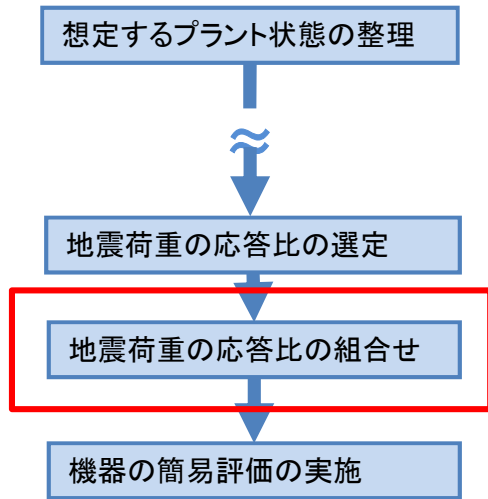 想定するプラント状態の整理
地震荷重の応答比の選定
地震荷重の応答比の組合せ
機器の簡易評価の実施